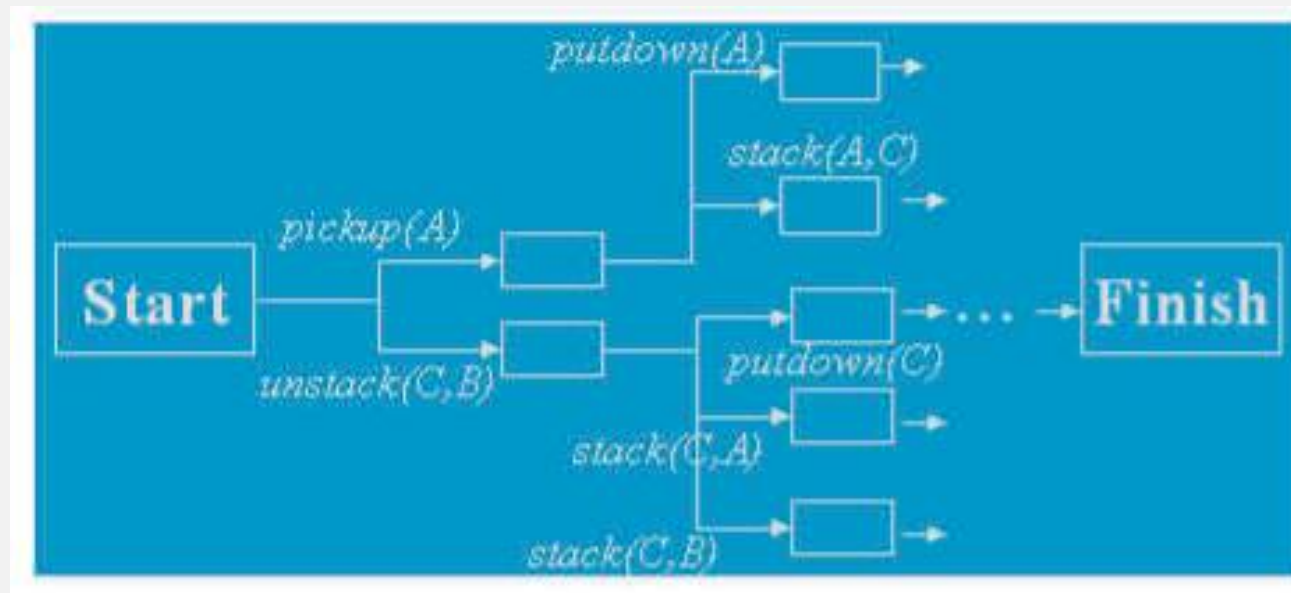 putdown(A)
stack(A,C)
pickup(A)
Start
unstack(C,B)
putdown(C)
... Finish
stack(C,A)
stack(C,B)